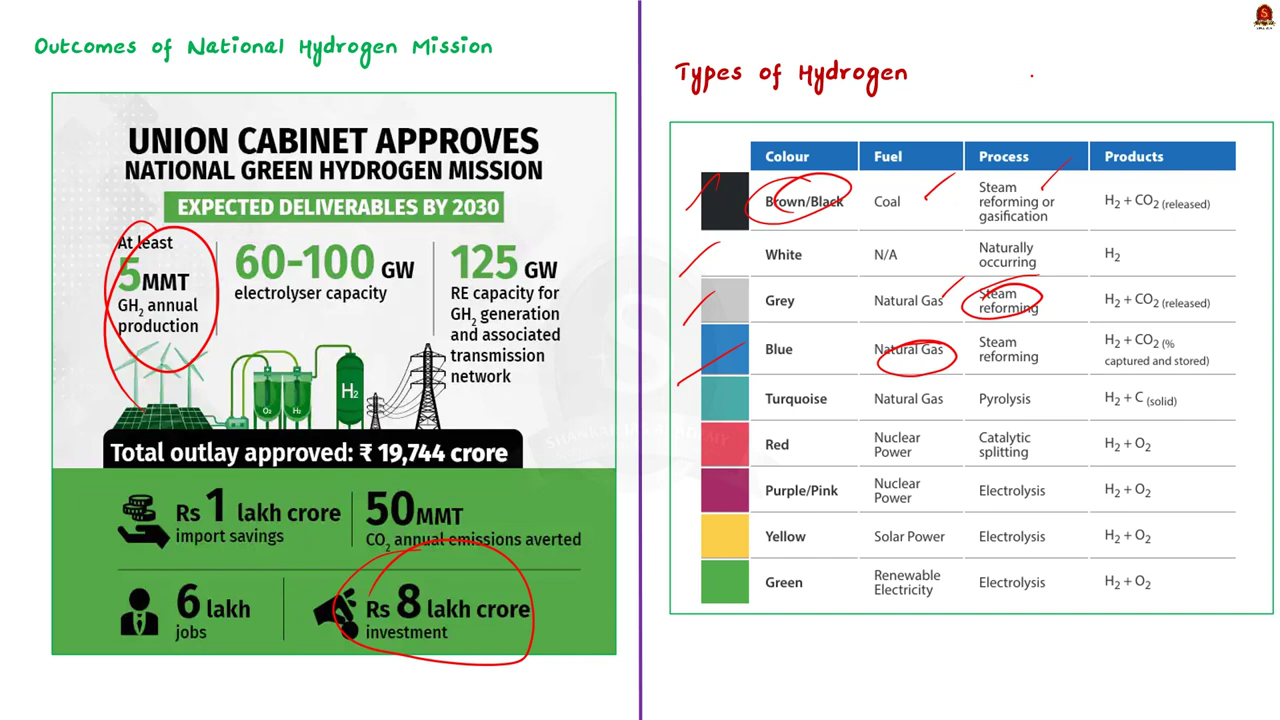 Outcomes of National Hydrogen Mission
UNION CABINET APPROVES
NATIONAL GREEN HYDROGEN MISSION
EXPECTED DELIVERABLES BY 2030
At least
5 MMT
GH2 annual
production
60-100 GW
electrolyser capacity
125 GW
RE capacity for
GH2 generation
and associated
transmission
network
O2
H2
H2
Total outlay approved: ₹ 19,744 crore
Rs 1 lakh crore
import savings
50 MMT
CO2 annual emissions averted
6 lakh
jobs
Rs 8 lakh crore
investment
Types of Hydrogen
Colour Fuel Process Products
Brown/Black Coal Steam
reforming or
gasification H2 + CO2 (released)
White N/A Naturally
occurring H2
Grey Natural Gas Steam
reforming H2 + CO2 (released)
Blue Natural Gas Steam
reforming H2 + CO2 (%
captured and stored)
Turquoise Natural Gas Pyrolysis H2 + C (solid)
Red Nuclear
Power Catalytic
splitting H2 + O2
Purple/Pink Nuclear
Power Electrolysis H2 + O2
Yellow Solar Power Electrolysis H2 + O2
Green Renewable
Electricity Electrolysis H2 + O2